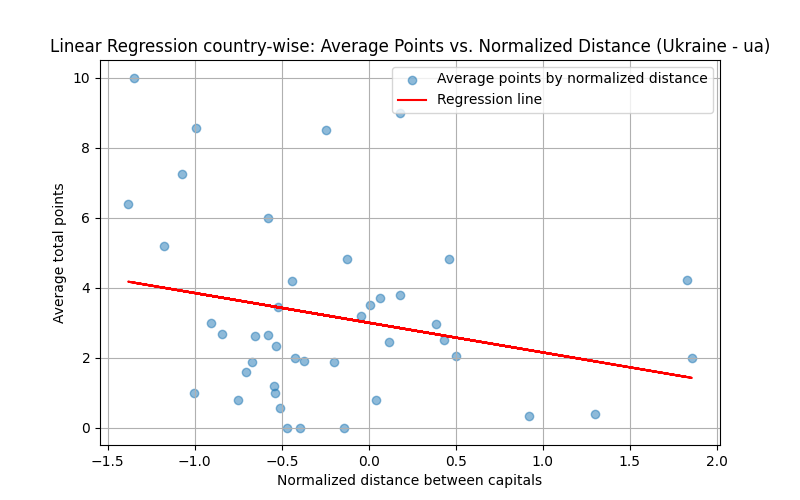 Linear Regression country-wise: Average Points vs. Normalized Distance (Ukraine - ua)
Average points by normalized distance
Regression line
10
8
6
4
2
0
Average total points
−1.5 −1.0 −0.5 0.0 0.5 1.0 1.5 2.0
Normalized distance between capitals